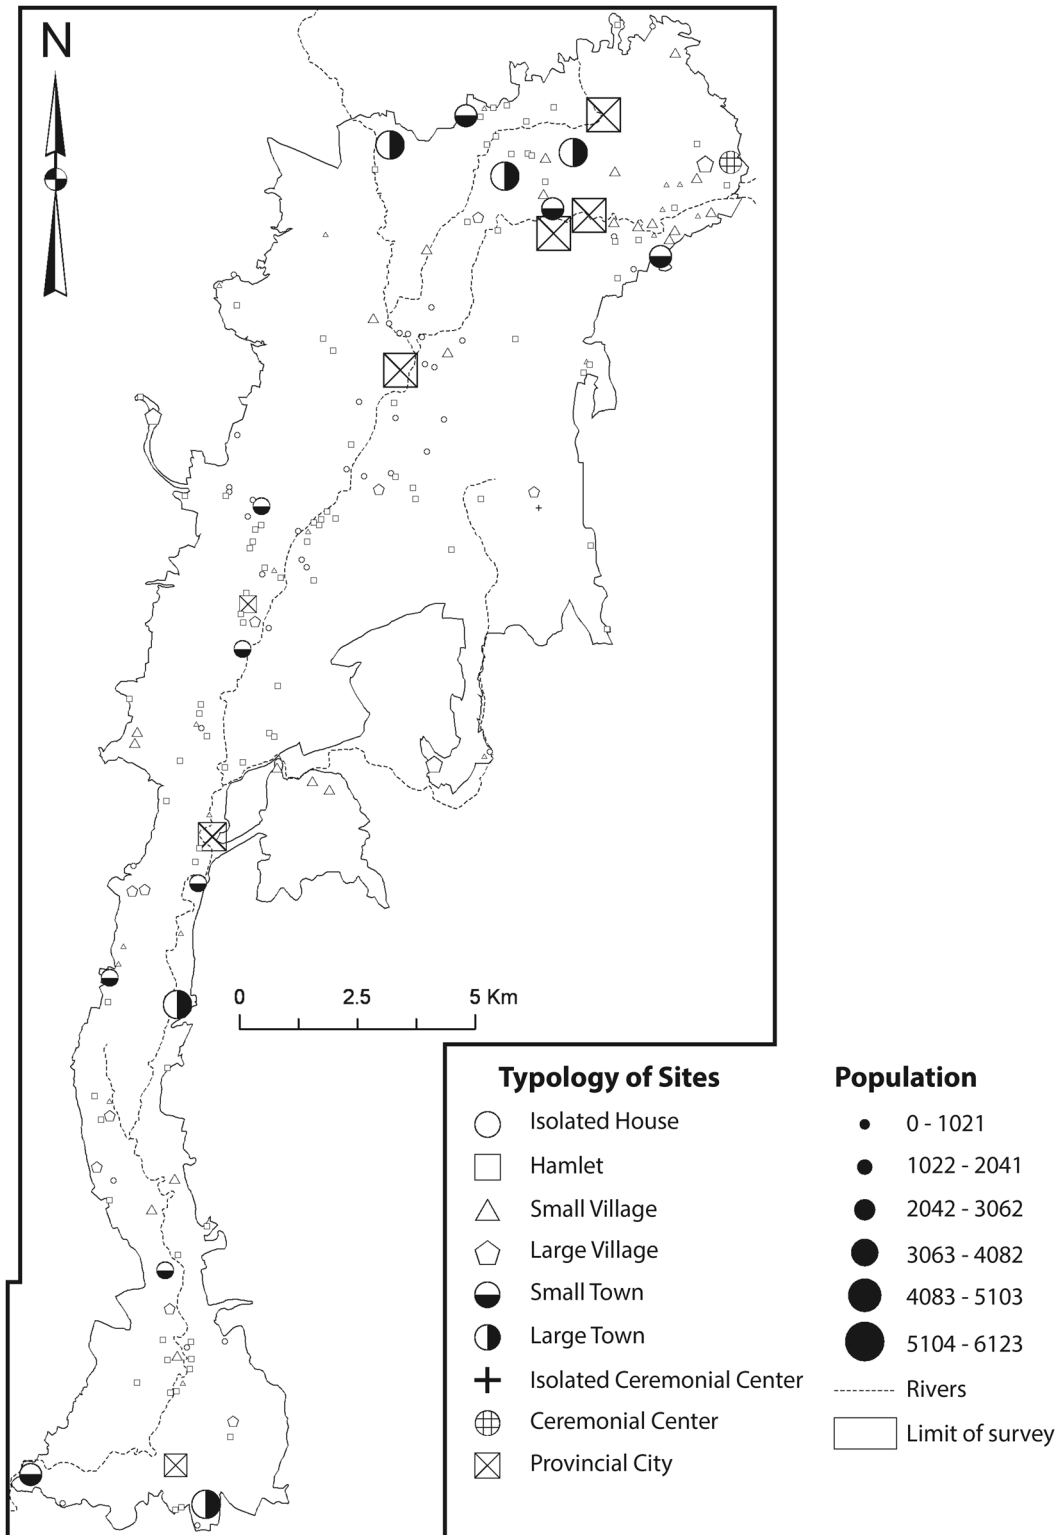 N
0 2.5 5 Km
Typology of Sites
Isolated House
Hamlet
Small Village
Large Village
Small Town
Large Town
Isolated Ceremonial Center
Ceremonial Center
Provincial City
Population
0 - 1021
1022 - 2041
2042 - 3062
3063 - 4082
4083 - 5103
5104 - 6123
Rivers
Limit of survey